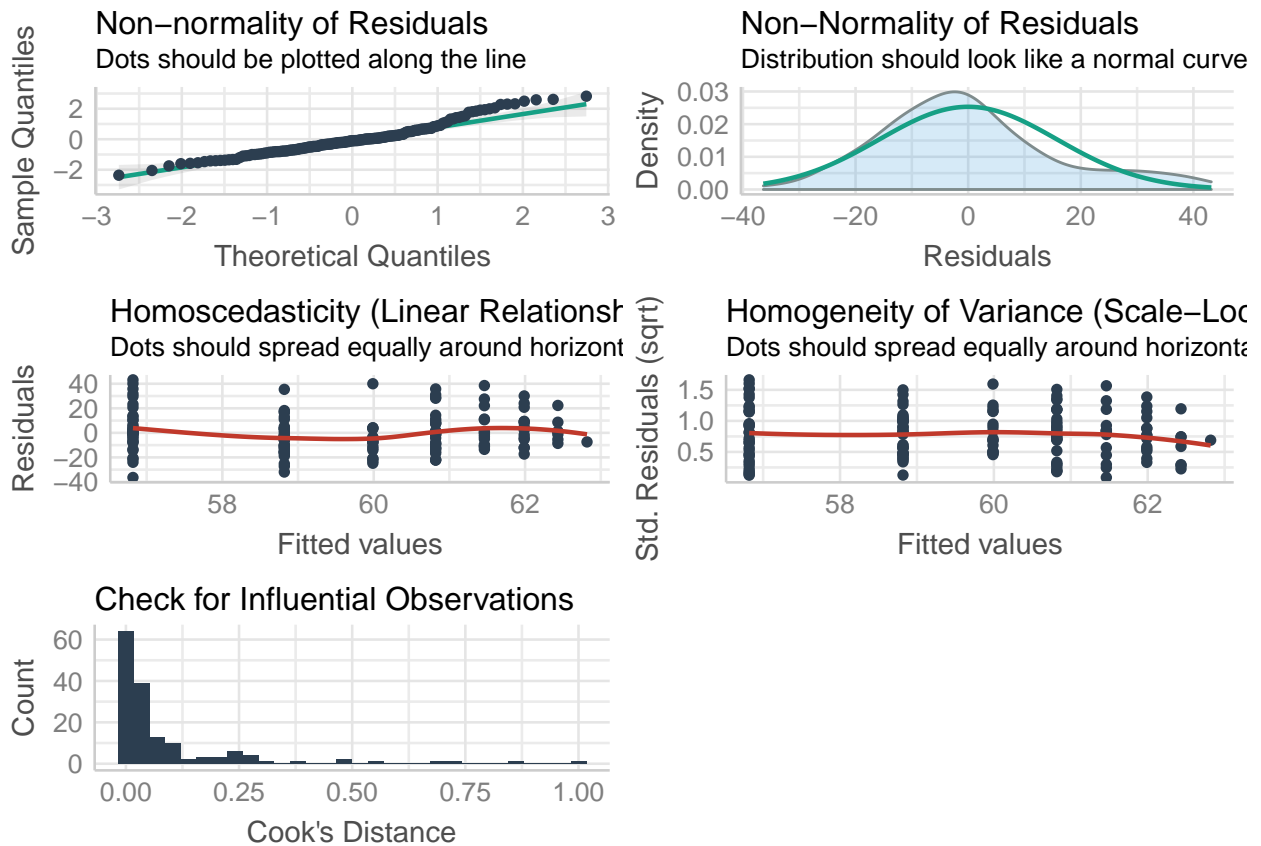 Non−normality of Residuals
Dots should be plotted along the line
Sample Quantiles
2
0
−2
−3 −2 −1 0 1 2 3
Theoretical Quantiles
Non−Normality of Residuals
Distribution should look like a normal curve
Density
0.03
0.02
0.01
0.00
−40 −20 0 20 40
Residuals
Homoscedasticity (Linear Relationsh
Dots should spread equally around horizont
Residuals
40
20
0
−20
−40
58 60 62
Fitted values
Homogeneity of Variance (Scale−Loc
Dots should spread equally around horizonta
Std. Residuals (sqrt)
1.5
1.0
0.5
58 60 62
Fitted values
Check for Influential Observations
Count
60
40
20
0
0.00 0.25 0.50 0.75 1.00
Cook's Distance